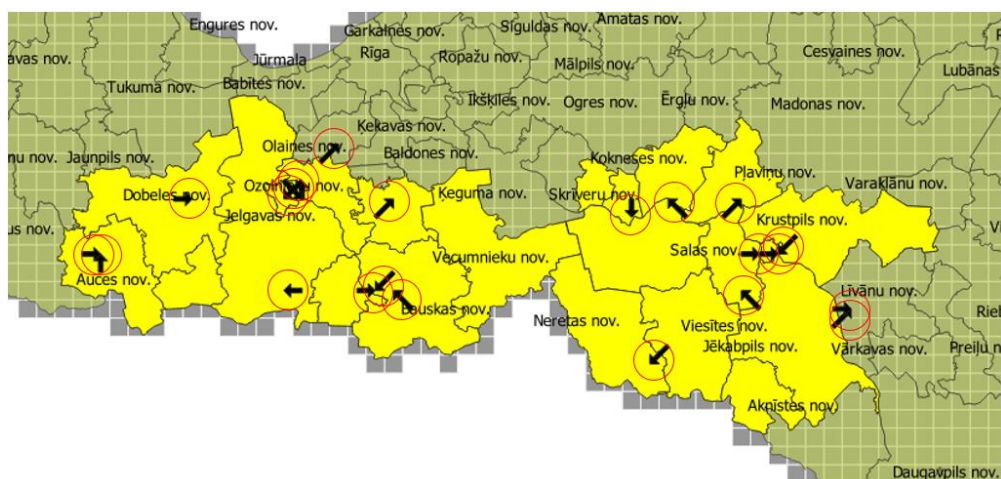 Engures nov.
Siguldas nov.
Amatas nov.
Garkalnes nov.
Rīga
Jūrmala
Ropažu nov.
Mālpils nov.
Cesvaines nov.
Lubānas
avas nov.
Tukuma nov.
Babītes nov.
Ikšķiles nov.
Ogres nov.
Ērgļu nov.
Madonas nov.
Ķekavas nov.
Olaines nov.
Baldones nov.
nu nov.
Jaunpils nov.
Kokneses nov.
Pļaviņu nov.
Varakļānu nov.
Dobeles nov.
Ķeguma nov.
Skrīveru nov.
Jelgavas nov.
Krustpils nov.
us nov.
Salas nov.
Vecumnieku nov.
Auces nov.
Līvānu nov.
Bauskas nov.
Neretas nov.
Viesītes nov.
Jēkabpils nov.
Vārkavas nov.
Preiļu n
Rieb
Aknīstes nov.
Daugavpils nov.